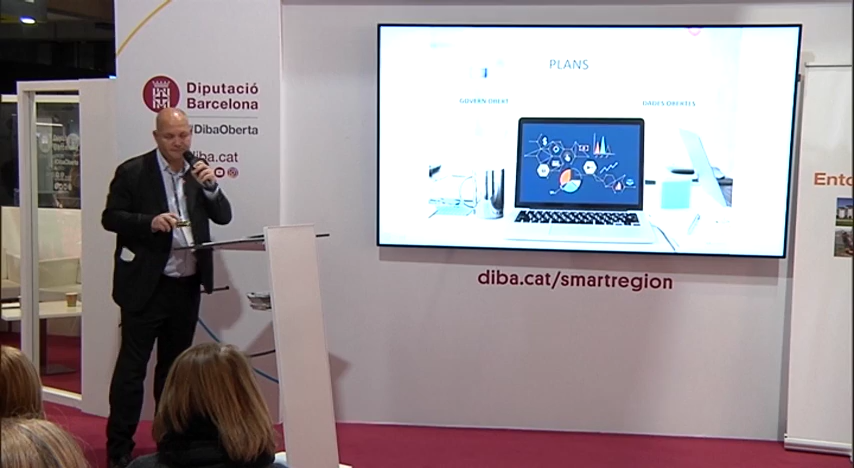 Diputació
Barcelona
#DibaOberta
diba.cat
PLANS
GOVERN OBERT
DADES OBERTES
diba.cat/smartregion
Ento